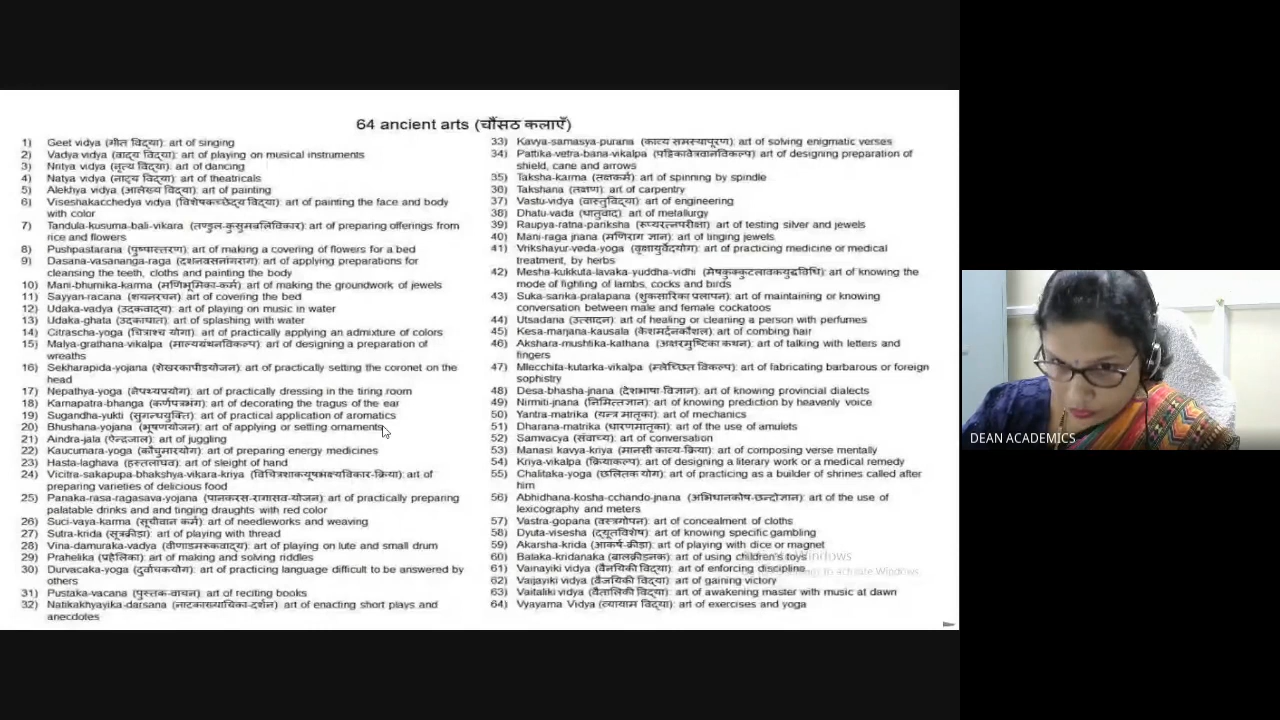 64 ancient arts (चौंसठ कलाएँ)
1) Geet vidya (गीत विद्या): art of singing
2) Vadya vidya (वाद्य विद्या): art of playing on musical instruments
3) Nritya vidya (नृत्य विद्या): art of dancing
4) Natya vidya (नाट्य विद्या): art of theatricals
5) Alekhya vidya (आलेख्य विद्या): art of painting
6) Viseshakacchedya vidya (विशेषकच्छेद्य विद्या): art of painting the face and body
with color
7) Tandula-kusuma-bali-vikara (तण्डुल-कुसुमबलिविकार): art of preparing offerings from
rice and flowers
8) Pushpastarana (पुष्पास्तरण): art of making a covering of flowers for a bed
9) Dasana-vasananga-raga (दशनवसनांगराग): art of applying preparations for
cleansing the teeth, cloths and painting the body
10) Mani-bhumika-karma (मणिभूमिका-कर्म): art of making the groundwork of jewels
11) Sayyan-racana (शयनरचन): art of covering the bed
12) Udaka-vadya (उदकवाद्य): art of playing on music in water
13) Udaka-ghata (उदकाघात): art of splashing with water
14) Citrascha-yoga (चित्राश्च योगा): art of practically applying an admixture of colors
15) Malya-grathana-vikalpa (माल्यग्रंथनविकल्प): art of designing a preparation of
wreaths
16) Sekharapida-yojana (शेखरकापीडयोजन): art of practically setting the coronet on the
head
17) Nepathya-yoga (नेपथ्यप्रयोग): art of practically dressing in the tiring room
18) Karnapatra-bhanga (कर्णपत्रभंग): art of decorating the tragus of the ear
19) Sugandha-yukti (सुगन्धयुक्ति): art of practical application of aromatics
20) Bhushana-yojana (भूषणयोजन): art of applying or setting ornaments
21) Aindra-jala (ऐन्द्रजाल): art of juggling
22) Kaucumara-yoga (कौचुमारयोग): art of preparing energy medicines
23) Hasta-laghava (हस्तलाघव): art of sleight of hand
24) Vicitra-sakapupa-bhakshya-vikara-kriya (विचित्रशाकयूषभक्ष्यविकार-क्रिया): art of
preparing varieties of delicious food
25) Panaka-rasa-ragasava-yojana (पानकरस-रागासव-योजन): art of practically preparing
palatable drinks and and tinging draughts with red color
26) Suci-vaya-karma (सूचीवान कर्म): art of needleworks and weaving
27) Sutra-krida (सूत्रक्रीडा): art of playing with thread
28) Vina-damuraka-vadya (वीणाडमरूकवाद्य): art of playing on lute and small drum
29) Prahelika (प्रहेलिका): art of making and solving riddles
30) Durvacaka-yoga (दुर्वाचकयोग): art of practicing language difficult to be answered by
others
31) Pustaka-vacana (पुस्तक-वाचन): art of reciting books
32) Natikakhyayika-darsana (नाटकाख्यायिका-दर्शन): art of enacting short plays and
anecdotes
33) Kavya-samasya-purana (काव्य समस्यापूरण): art of solving enigmatic verses
34) Pattika-vetra-bana-vikalpa (पट्टिकावेत्रवानविकल्प): art of designing preparation of
shield, cane and arrows
35) Taksha-karma (तक्षकर्म): art of spinning by spindle
36) Takshana (तक्षण): art of carpentry
37) Vastu-vidya (वास्तुविद्या): art of engineering
38) Dhatu-vada (धातुवाद): art of metallurgy
39) Raupya-ratna-pariksha (रूप्यरत्नपरीक्षा): art of testing silver and jewels
40) Mani-raga jnana (मणिराग ज्ञान): art of tinging jewels
41) Vrikshayur-veda-yoga (वृक्षायुर्वेदयोग): art of practicing medicine or medical
treatment, by herbs
42) Mesha-kukkuta-lavaka-yuddha-vidhi (मेषकुक्कुटलावकयुद्धविधि): art of knowing the
mode of fighting of lambs, cocks and birds
43) Suka-sarika-pralapana (शुकसारिका प्रलापन): art of maintaining or knowing
conversation between male and female cockatoos
44) Utsadana (उत्सादन): art of healing or cleaning a person with perfumes
45) Kesa-marjana-kausala (केशमर्दनकौशल): art of combing hair
46) Akshara-mushtika-kathana (अक्षरमुष्टिका कथन): art of talking with letters and
fingers
47) Mlecchita-kutarka-vikalpa (म्लेच्छित विकल्प): art of fabricating barbarous or foreign
sophistry
48) Desa-bhasha-jnana (देशभाषा विज्ञान): art of knowing provincial dialects
49) Nirmiti-jnana (निमित्तज्ञान): art of knowing prediction by heavenly voice
50) Yantra-matrika (यन्त्र मातृका): art of mechanics
51) Dharana-matrika (धारणमातृका): art of the use of amulets
52) Samvacya (संवाच्य): art of conversation
53) Manasi kavya-kriya (मानसी काव्य-क्रिया): art of composing verse mentally
54) Kriya-vikalpa (क्रियाकल्प): art of designing a literary work or a medical remedy
55) Chalitaka-yoga (छलितक योग): art of practicing as a builder of shrines called after
him
56) Abhidhana-kosha-cchando-jnana (अभिधानकोष-छन्दोज्ञान): art of the use of
lexicography and meters
57) Vastra-gopana (वस्त्रगोपन): art of concealment of cloths
58) Dyuta-visesha (द्यूतविशेष): art of knowing specific gambling
59) Akarsha-krida (आकर्ष-क्रीडा): art of playing with dice or magnet
60) Balaka-kridanaka (बालक्रीडनक): art of using children's toys
61) Vainayiki vidya (वैनयिकी विद्या): art of enforcing discipline
62) Vaijayiki vidya (वैजयिकी विद्या): art of gaining victory
63) Vaitaliki vidya (वैतालिकी विद्या): art of awakening master with music at dawn
64) Vyayama Vidya (व्यायाम विद्या): art of exercises and yoga
DEAN ACADEMICS